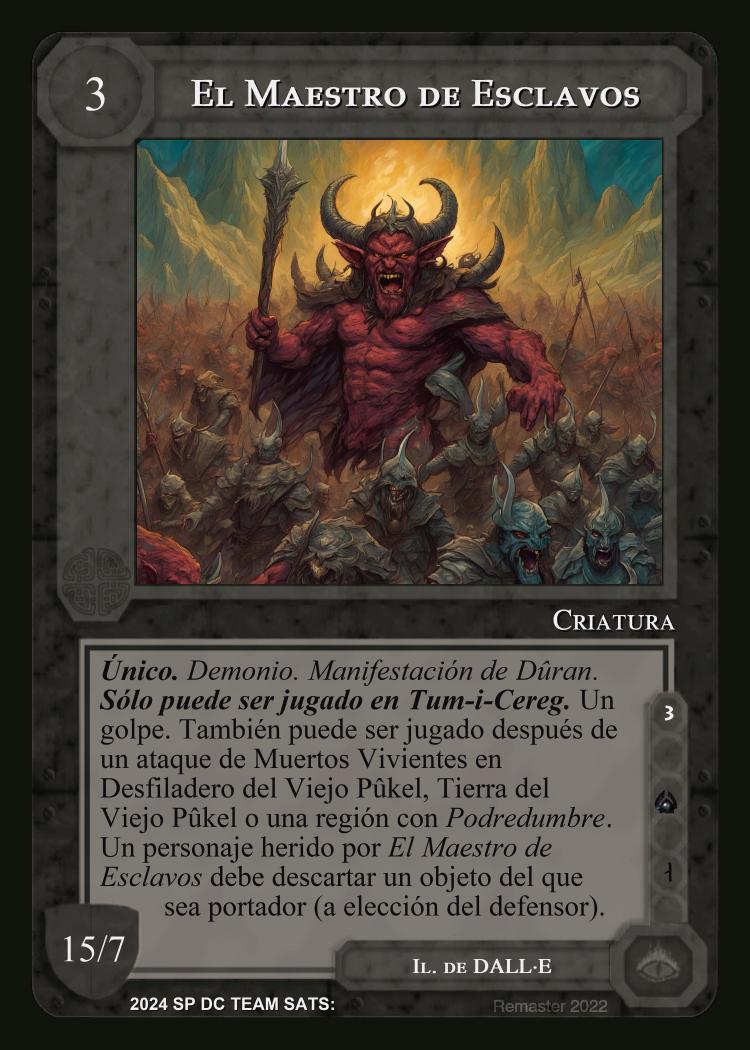 3
El Maestro de Esclavos
Criatura
Único. Demonio. Manifestación de Dûran.
Sólo puede ser jugado en Tum-i-Cereg. Un
golpe. También puede ser jugado después de
un ataque de Muertos Vivientes en
Desfiladero del Viejo Pûkel, Tierra del
Viejo Pûkel o una región con Podredumbre.
Un personaje herido por El Maestro de
Esclavos debe descartar un objeto del que
sea portador (a elección del defensor).
3
15/7
Il. de DALL·E
2024 SP DC TEAM SATS:
Remaster 2022